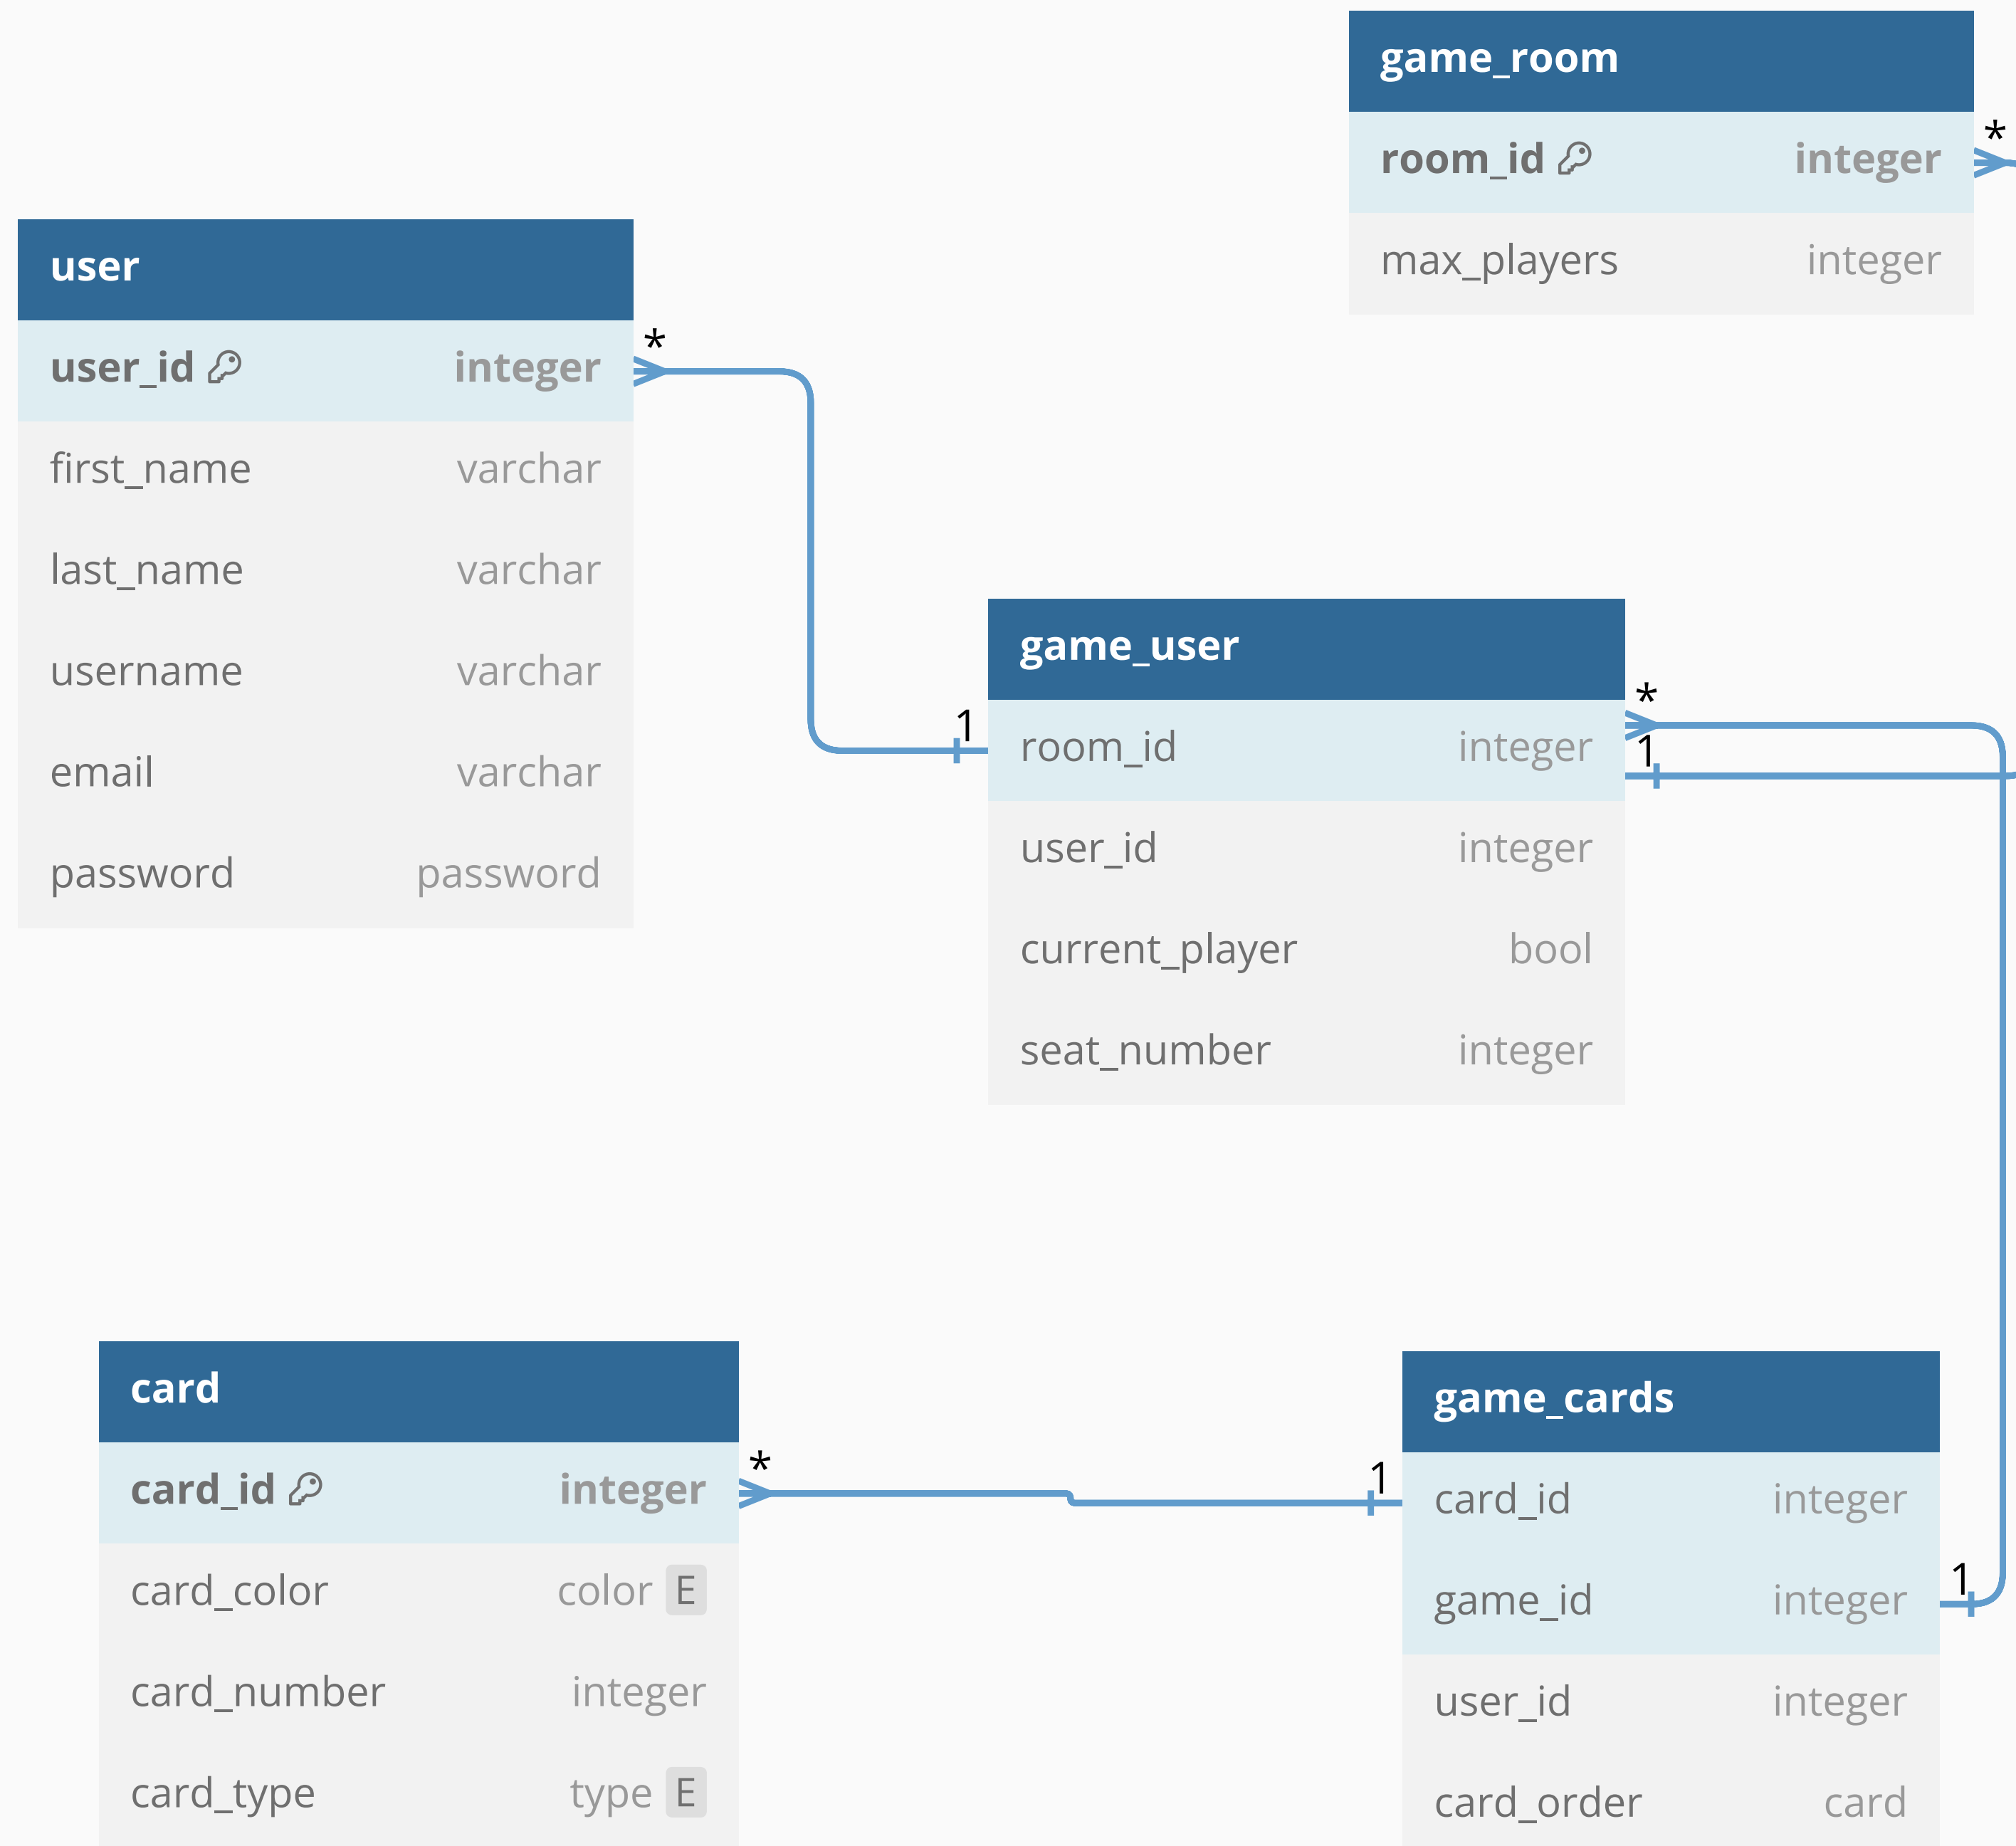 game_room
room_id integer
max_players integer
*
user
user_id integer
first_name varchar
last_name varchar
username varchar
email varchar
password password
*
1
game_user
room_id integer
user_id integer
current_player bool
seat_number integer
*
1
card
card_id integer
card_color color E
card_number integer
card_type type E
*
1
game_cards
card_id integer
game_id integer
user_id integer
card_order card
1